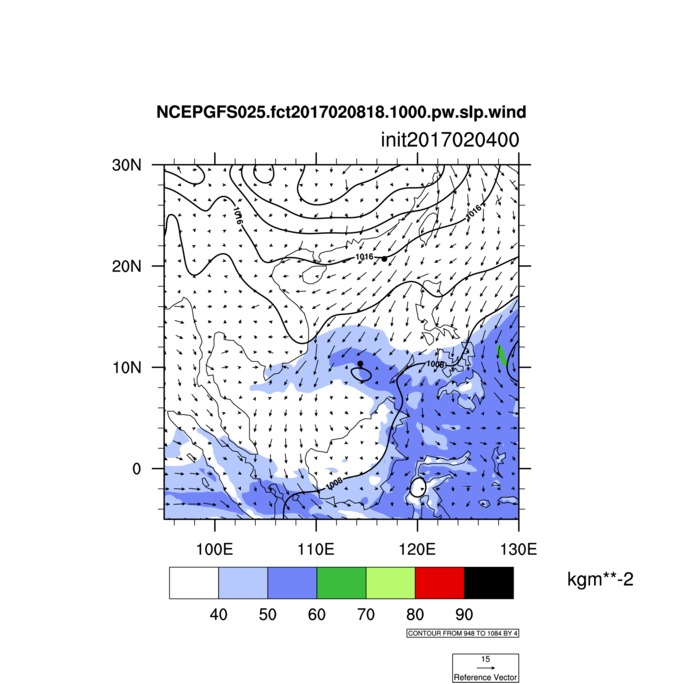 NCEPGFS025.fct2017020818.1000.pw.slp.wind
init2017020400
30N
1016
1016
1016
20N
10N
1008
0
1008
100E 110E 120E 130E
kgm**-2
40 50 60 70 80 90
CONTOUR FROM 948 TO 1084 BY 4
15
Reference Vector